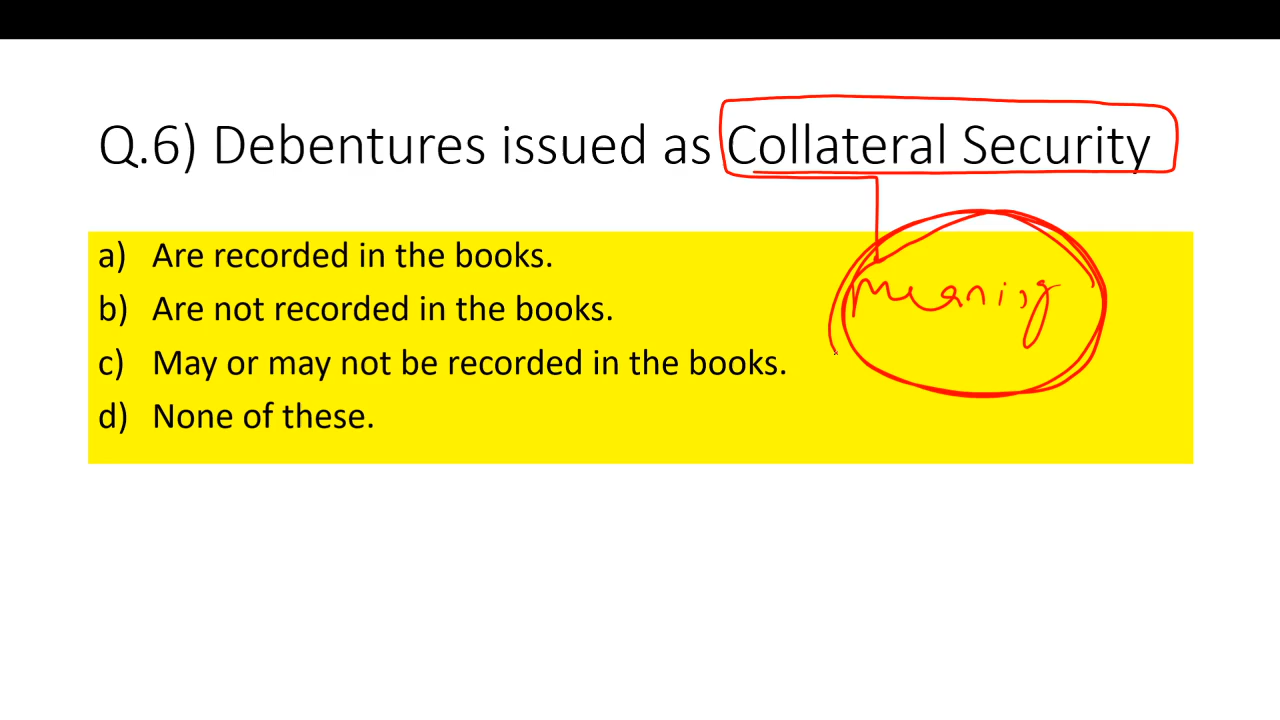 Q.6) Debentures issued as Collateral Security
a) Are recorded in the books.
b) Are not recorded in the books.
c) May or may not be recorded in the books.
d) None of these.
meaning